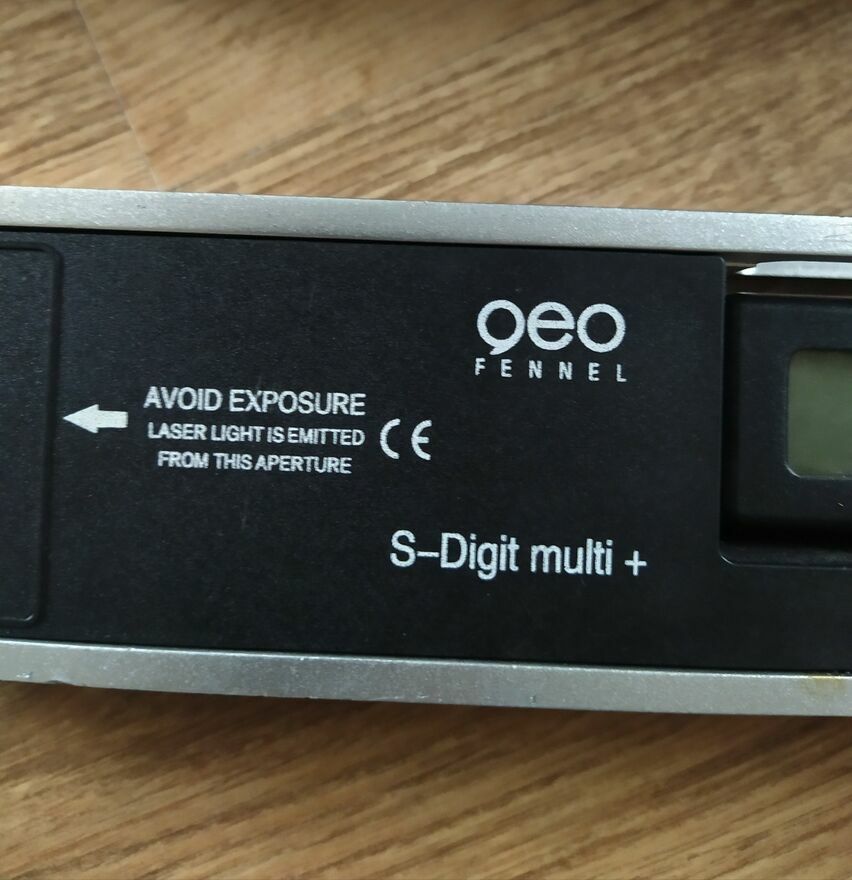 geo
FENNEL
AVOID EXPOSURE
LASER LIGHT IS EMITTED
FROM THIS APERTURE
CE
S–Digit multi +